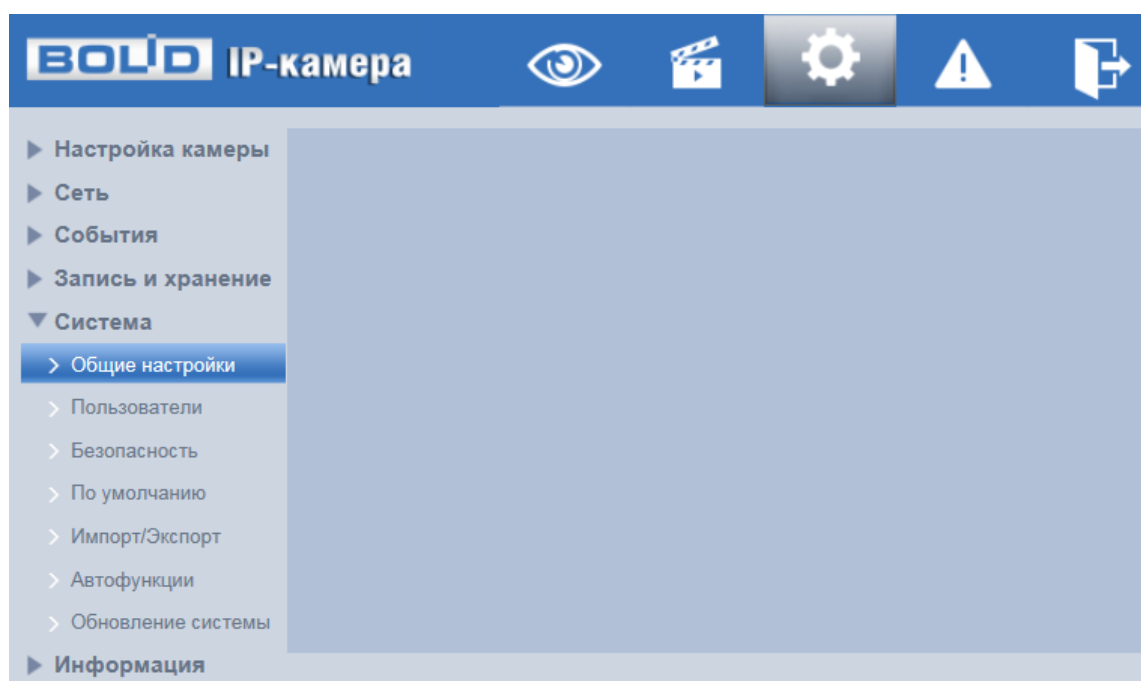 BOLID IP-камера
Настройка камеры
Сеть
События
Запись и хранение
Система
Общие настройки
Пользователи
Безопасность
По умолчанию
Импорт/Экспорт
Автофункции
Обновление системы
Информация